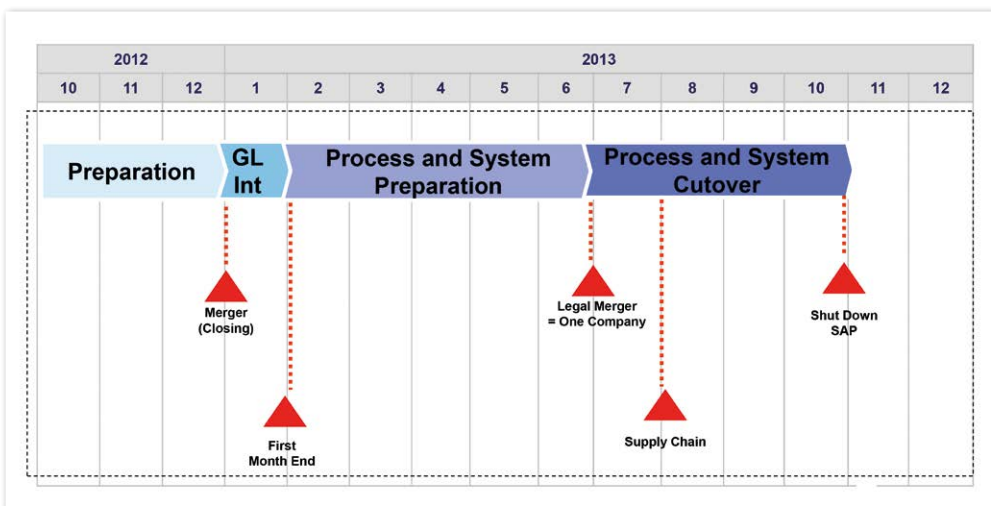 2012 2013
10 11 12 1 2 3 4 5 6 7 8 9 10 11 12
Preparation
GL
Int
Process and System
Preparation
Process and System
Cutover
Merger
(Closing)
Legal Merger
= One Company
Shut Down
SAP
First
Month End
Supply Chain